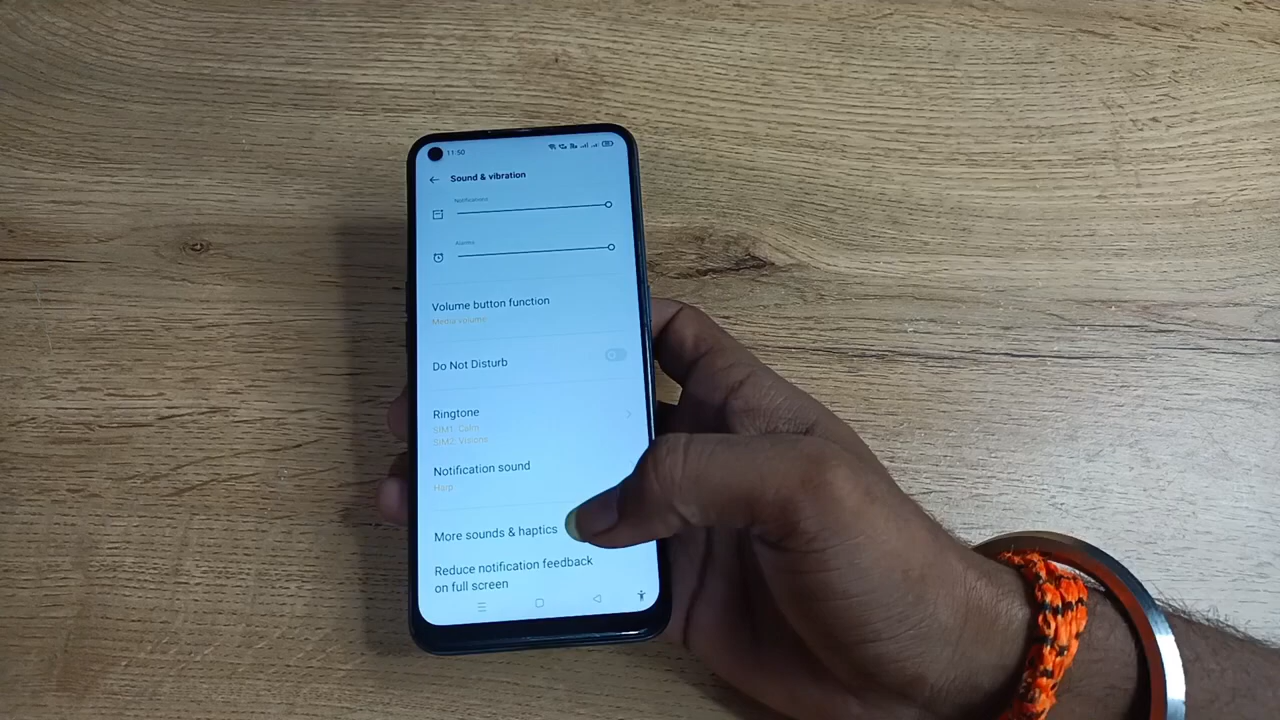 11:50
Sound & vibration
Notifications
Alarms
Volume button function
Media volume
Do Not Disturb
Ringtone
SIM1: Calm
SIM2: Visions
Notification sound
Harp
More sounds & haptics
Reduce notification feedback
on full screen